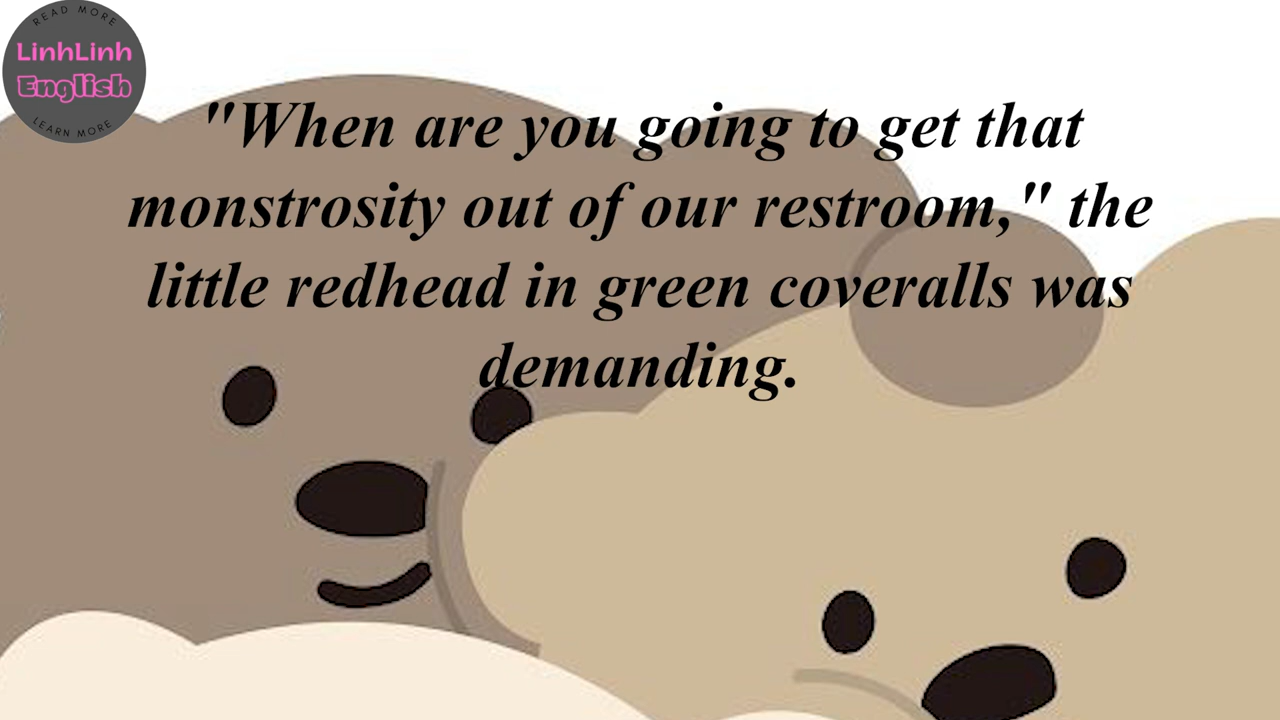 READ MORE
LinhLinh
English
LEARN MORE
"When are you going to get that
monstrosity out of our restroom," the
little redhead in green coveralls was
demanding.